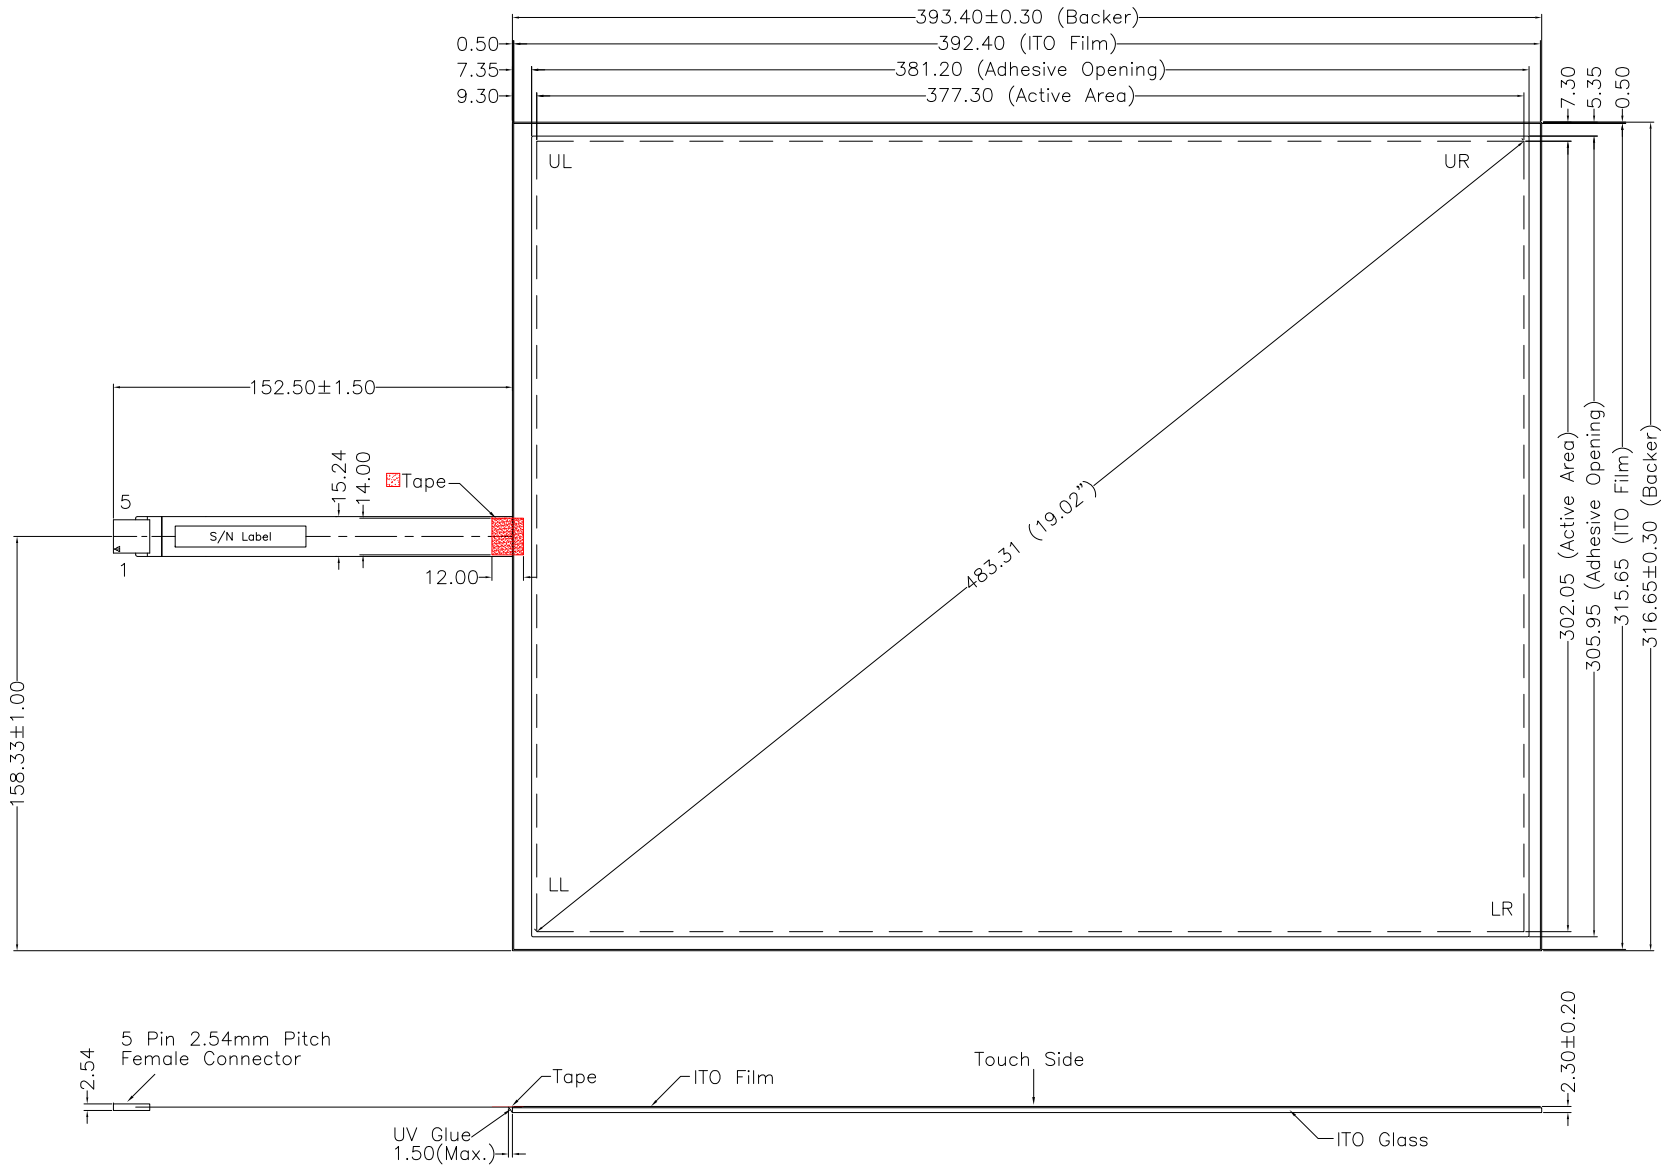 393.40±0.30 (Backer)
0.50
392.40 (ITO Film)
7.35
381.20 (Adhesive Opening)
9.30
377.30 (Active Area)
7.30
5.35
0.50
UL
UR
152.50±1.50
15.24
14.00
Tape
5
S/N Label
1
12.00
483.31 (19.02")
302.05 (Active Area)
305.95 (Adhesive Opening)
315.65 (ITO Film)
316.65±0.30 (Backer)
158.33±1.00
LL
LR
5 Pin 2.54mm Pitch
Female Connector
2.54
Tape
ITO Film
Touch Side
2.30±0.20
UV Glue
1.50(Max.)
ITO Glass